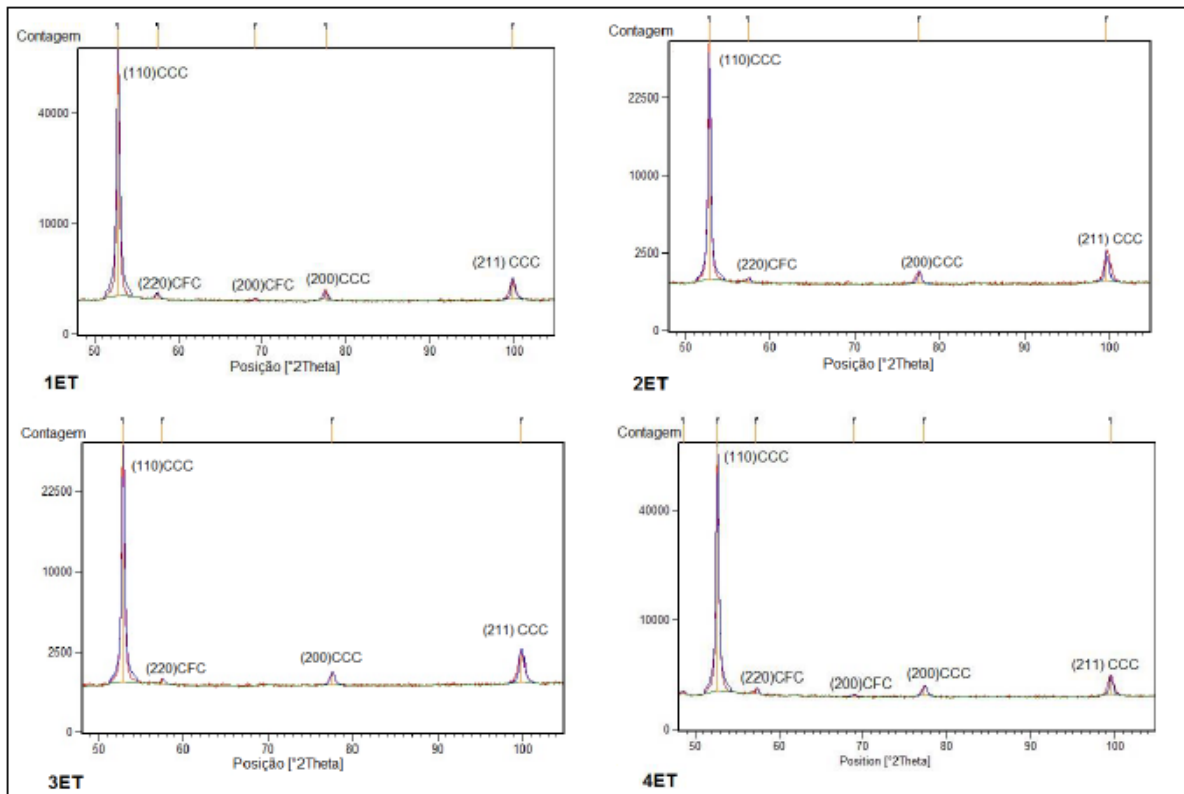 Contagem
(110)CCC
40000
10000
(220)CFC
(200)CFC
(200)CCC
(211) CCC
0
50 60 70 80 90 100
Posição [°2Theta]
1ET
Contagem
(110)CCC
22500
10000
2500
(220)CFC
(200)CCC
(211) CCC
0
50 60 70 80 90 100
Posição [°2Theta]
2ET
Contagem
(110)CCC
22500
10000
2500
(220)CFC
(200)CCC
(211) CCC
0
50 60 70 80 90 100
Posição [°2Theta]
3ET
Contagem
(110)CCC
40000
10000
(220)CFC
(200)CFC
(200)CCC
(211) CCC
0
50 60 70 80 90 100
Position [°2Theta]
4ET